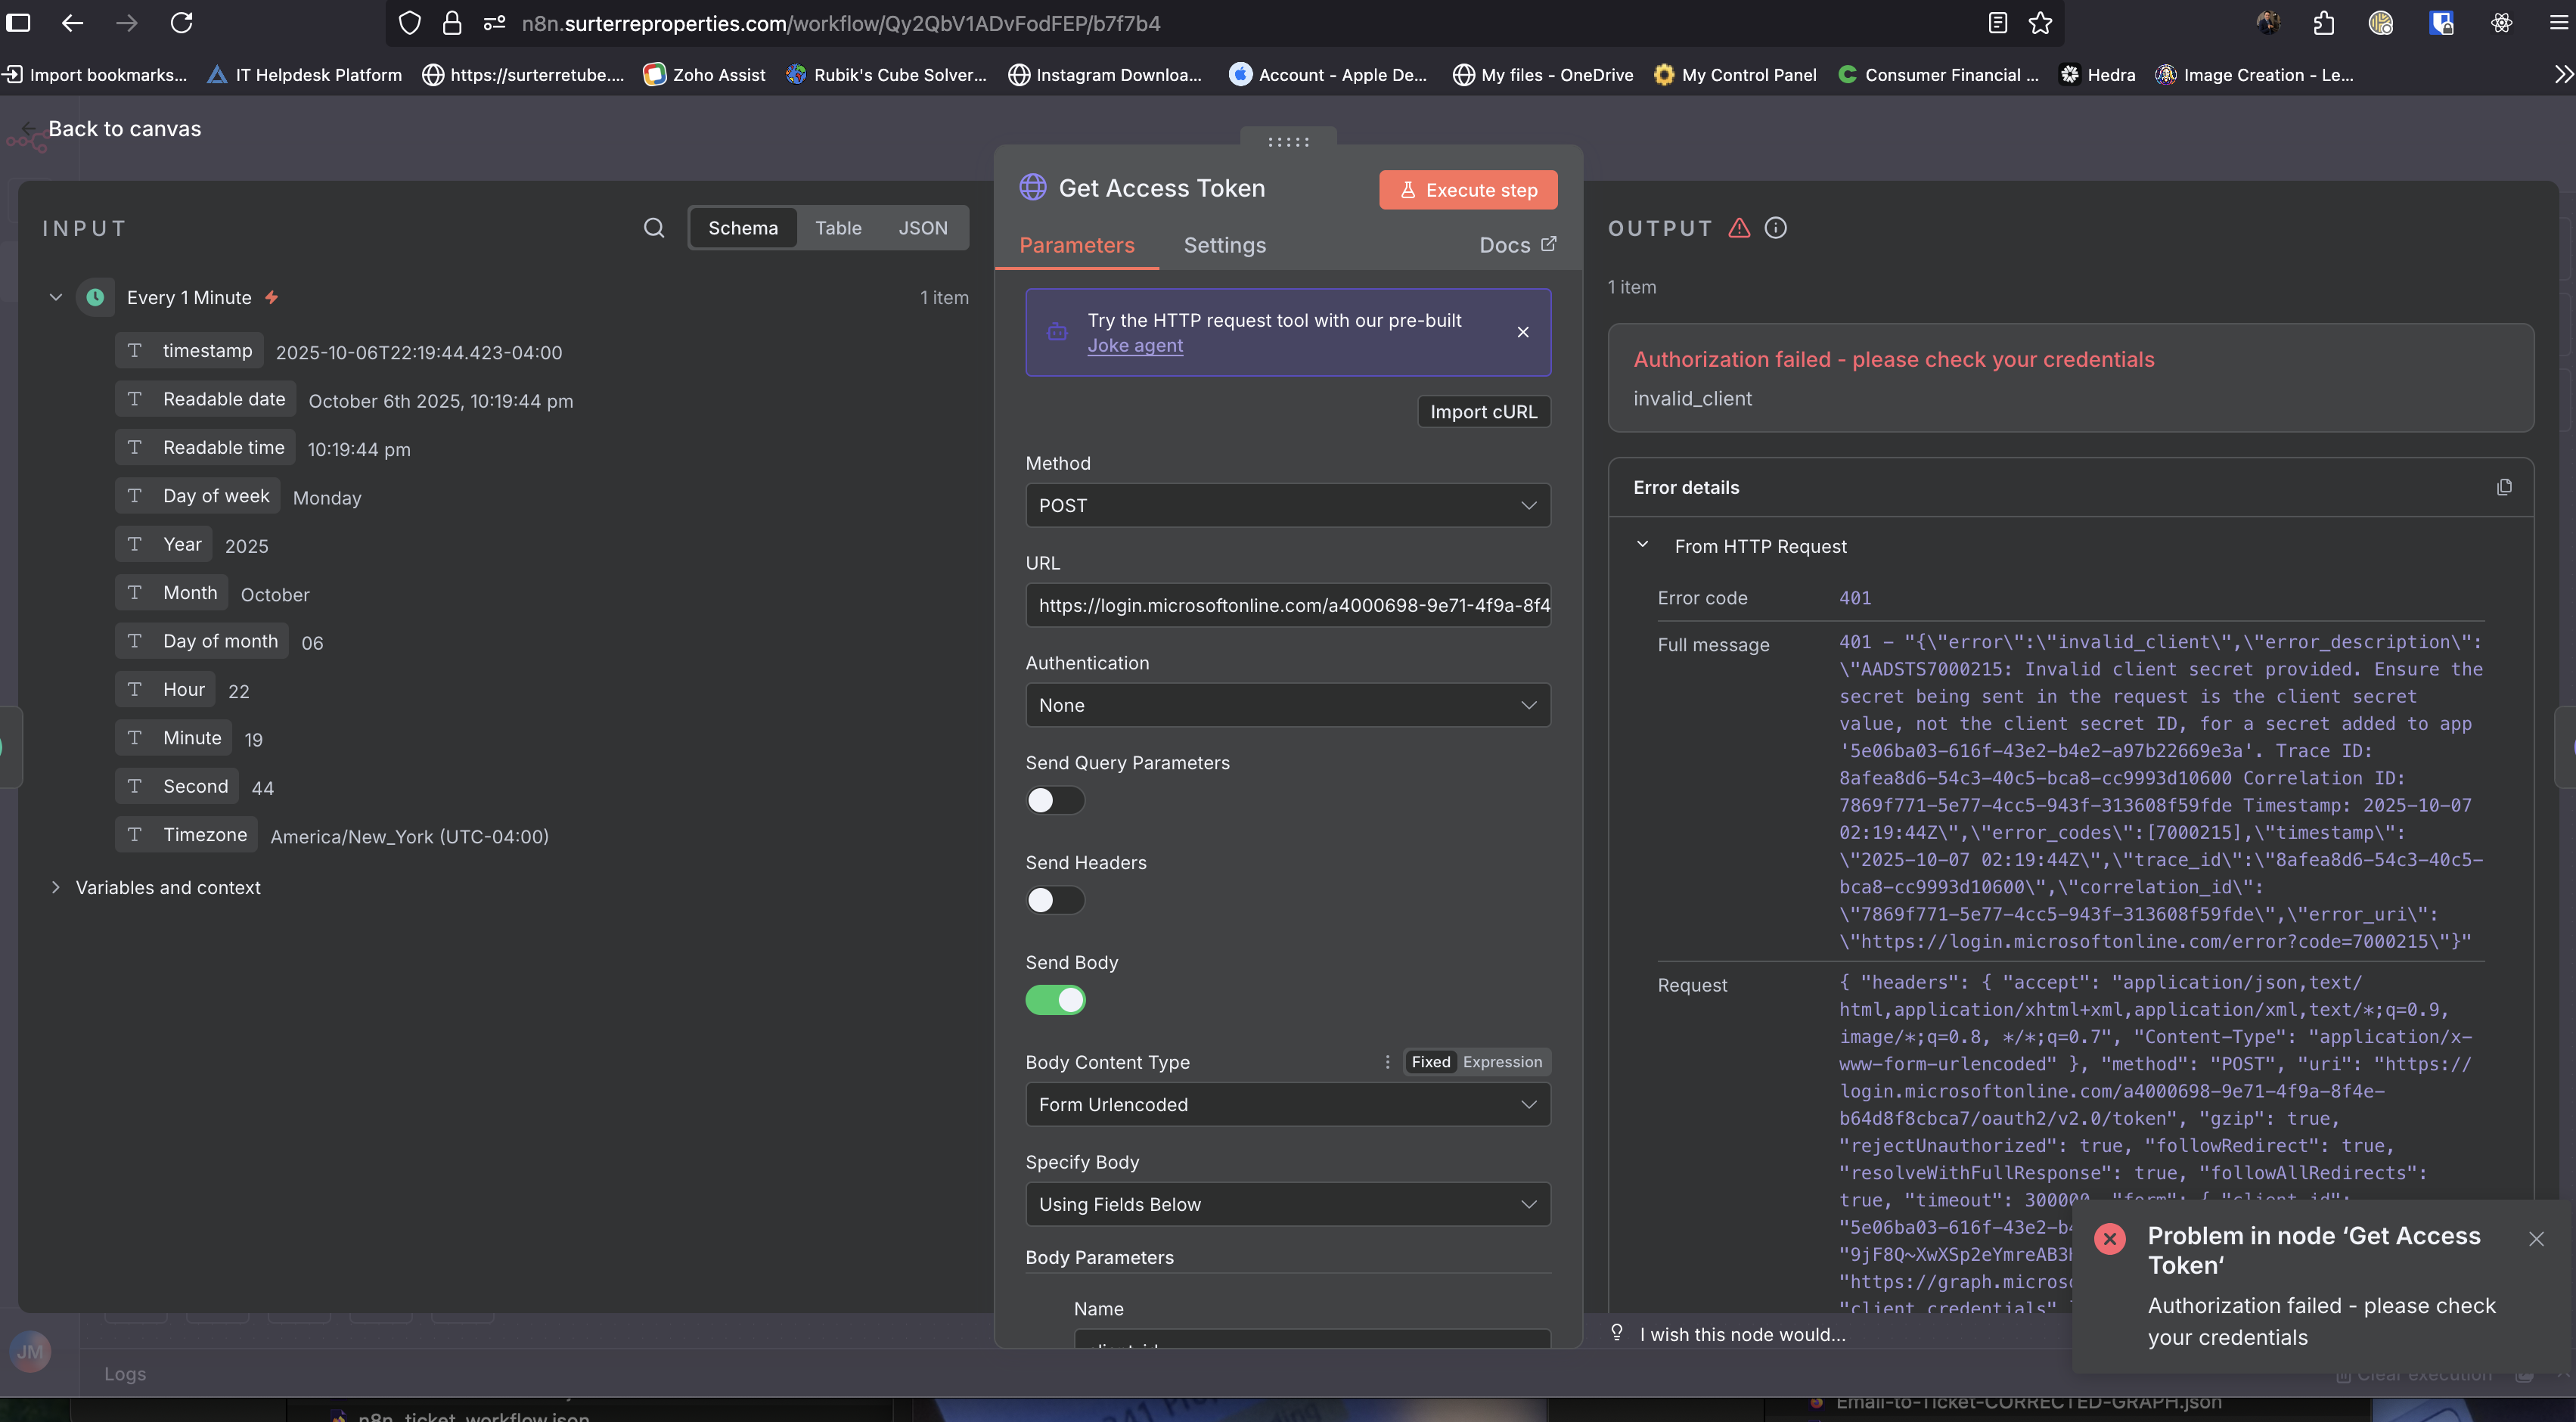 n8n.surterreproperties.com/workflow/Qy2QbV1ADvFodFEP/b7f7b4
Import bookmarks...
IT Helpdesk Platform
https://surterretube....
Zoho Assist
Rubik's Cube Solver...
Instagram Downloa...
Account - Apple De...
My files - OneDrive
My Control Panel
Consumer Financial ...
Hedra
Image Creation - Le...
Back to canvas
INPUT
Schema
Table
JSON
Every 1 Minute
1 item
T timestamp 2025-10-06T22:19:44.423-04:00
T Readable date October 6th 2025, 10:19:44 pm
T Readable time 10:19:44 pm
T Day of week Monday
T Year 2025
T Month October
T Day of month 06
T Hour 22
T Minute 19
T Second 44
T Timezone America/New_York (UTC-04:00)
Variables and context
Get Access Token
Execute step
Parameters
Settings
Docs
Try the HTTP request tool with our pre-built
Joke agent
Import cURL
Method
POST
URL
https://login.microsoftonline.com/a4000698-9e71-4f9a-8f4
Authentication
None
Send Query Parameters
Send Headers
Send Body
Body Content Type
Fixed
Expression
Form Urlencoded
Specify Body
Using Fields Below
Body Parameters
Name
OUTPUT
1 item
Authorization failed - please check your credentials
invalid_client
Error details
From HTTP Request
Error code
401
Full message
401 - "{\"error\":\"invalid_client\",\"error_description\":
\"AADSTS7000215: Invalid client secret provided. Ensure the
secret being sent in the request is the client secret
value, not the client secret ID, for a secret added to app
'5e06ba03-616f-43e2-b4e2-a97b22669e3a'. Trace ID:
8afea8d6-54c3-40c5-bca8-cc9993d10600 Correlation ID:
7869f771-5e77-4cc5-943f-313608f59fde Timestamp: 2025-10-07
02:19:44Z\",\"error_codes\":[7000215],\"timestamp\":
\"2025-10-07 02:19:44Z\",\"trace_id\":\"8afea8d6-54c3-40c5-
bca8-cc9993d10600\",\"correlation_id\":
\"7869f771-5e77-4cc5-943f-313608f59fde\",\"error_uri\":
\"https://login.microsoftonline.com/error?code=7000215\"}"
Request
{ "headers": { "accept": "application/json,text/
html,application/xhtml+xml,application/xml,text/*;q=0.9,
image/*;q=0.8, */*;q=0.7", "Content-Type": "application/x-
www-form-urlencoded" }, "method": "POST", "uri": "https://
login.microsoftonline.com/a4000698-9e71-4f9a-8f4e-
b64d8f8cbca7/oauth2/v2.0/token", "gzip": true,
"rejectUnauthorized": true, "followRedirect": true,
"resolveWithFullResponse": true, "followAllRedirects":
true, "timeout": 300000, "form": { "client_id":
"5e06ba03-616f-43e2-b4
"9jF8Q~XwXSp2eYmreAB3
"https://graph.microso
"client_credentials"
Problem in node ‘Get Access
Token‘
Authorization failed - please check
your credentials
I wish this node would...
JM
Logs
Clear execution
n8n_ticket_workflow.json
Email-to-Ticket-CORRECTED-GRAPH.json